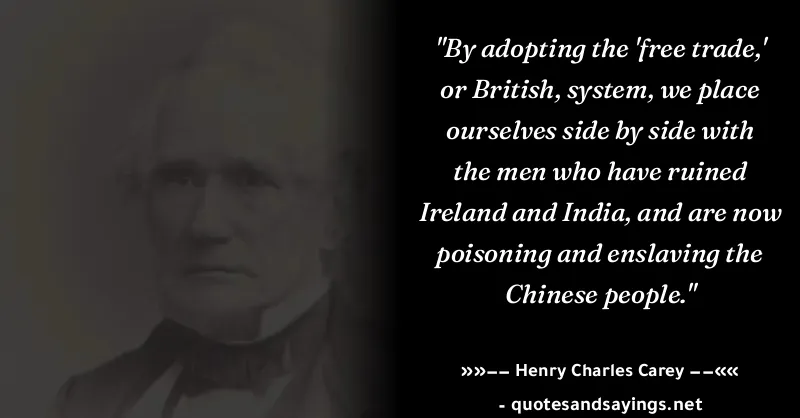 "By adopting the 'free trade,'
or British, system, we place
ourselves side by side with
the men who have ruined
Ireland and India, and are now
poisoning and enslaving the
Chinese people."
»»–– Henry Charles Carey ––««
- quotesandsayings.net